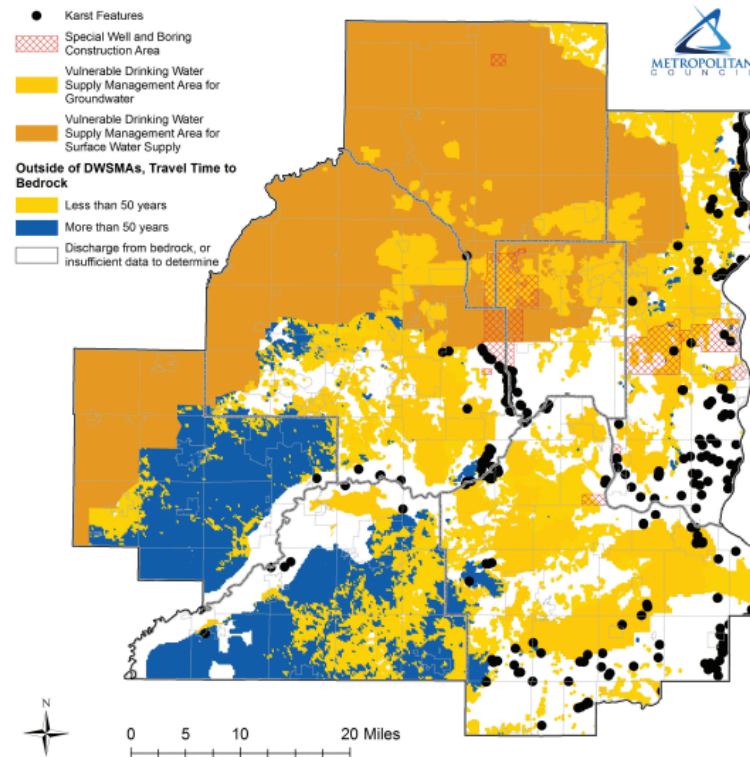 Karst Features
Special Well and Boring
Construction Area
Vulnerable Drinking Water
Supply Management Area for
Groundwater
Vulnerable Drinking Water
Supply Management Area for
Surface Water Supply
Outside of DWSMAs, Travel Time to
Bedrock
Less than 50 years
More than 50 years
Discharge from bedrock, or
insufficient data to determine
METROPOLITAN
COUNCIL
N
0 5 10 20 Miles